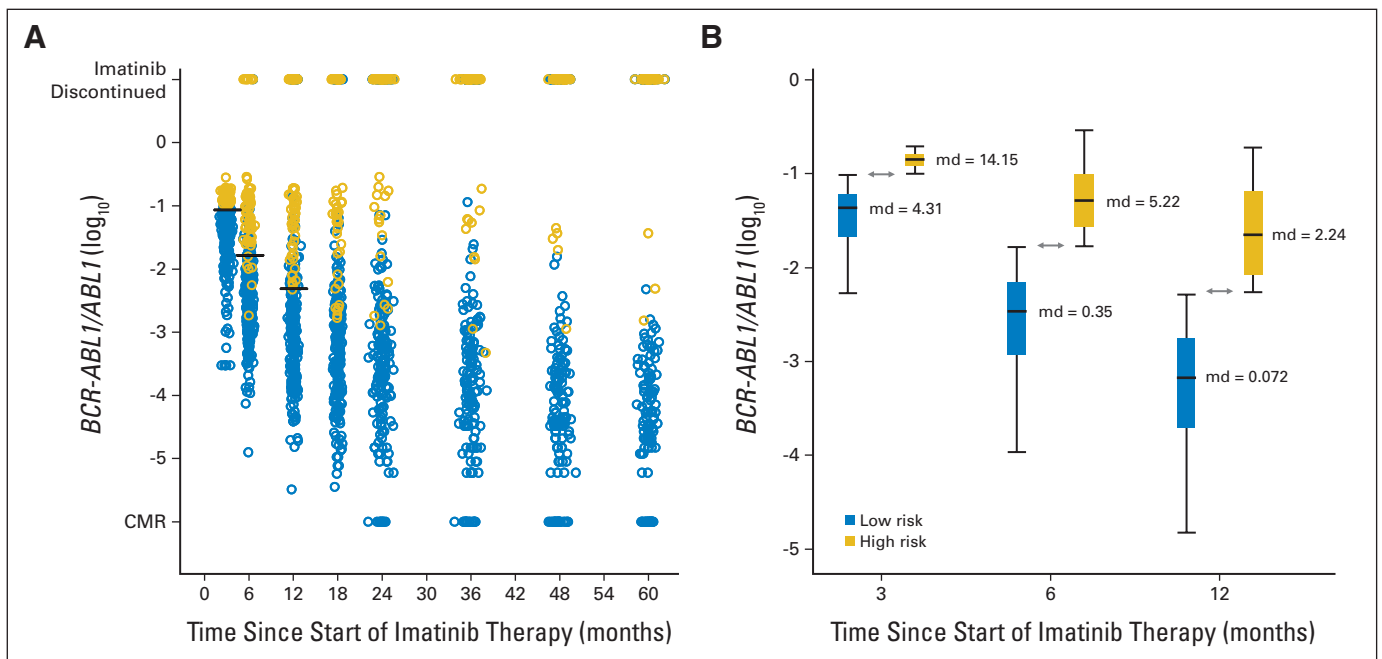 A
Imatinib
Discontinued
0
-1
-2
-3
-4
-5
CMR
BCR-ABL1/ABL1 (log10)
0 6 12 18 24 30 36 42 48 54 60
Time Since Start of Imatinib Therapy (months)
B
0
-1
-2
-3
-4
-5
BCR-ABL1/ABL1 (log10)
md = 14.15
md = 4.31
md = 5.22
md = 0.35
md = 2.24
md = 0.072
Low risk
High risk
3 6 12
Time Since Start of Imatinib Therapy (months)